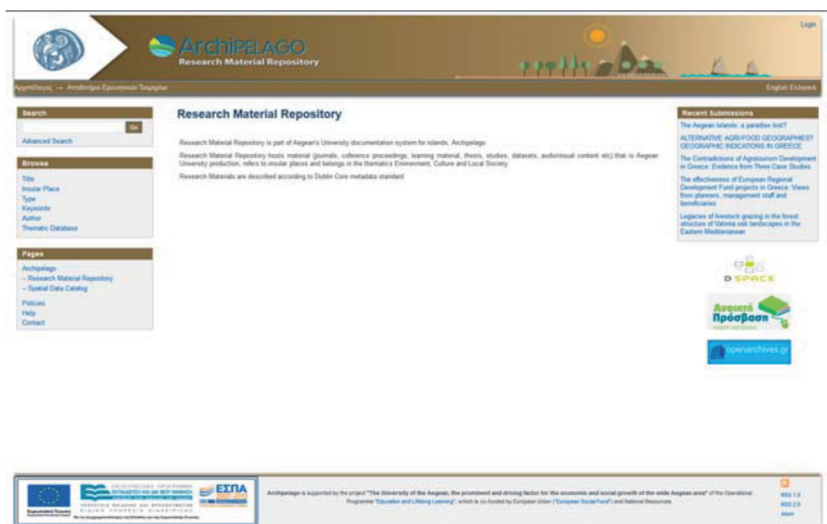 Login
ArchiPELAGO
Research Material Repository
Αρχιπέλαγος → Αποθετήριο Ερευνητικών Τεκμηρίων
English Ελληνικά
Search
Go
Advanced Search
Browse
Title
Insular Place
Type
Keywords
Author
Thematic Database
Pages
Archipelago
– Research Material Repository
– Spatial Data Catalog
Policies
Help
Contact
Research Material Repository
Research Material Repository is part of Aegean's University documentation system for islands, Archipelago.
Research Material Repository hosts material (journals, coference proceedings, learning material, thesis, studies, datasets, audio/visual content etc) that is Aegean
University production, refers to insular places and belongs in the thematics Environment, Culture and Local Society.
Research Materials are described according to Dublin Core metadata standard
Recent Submissions
The Aegean Islands: a paradise lost?
ALTERNATIVE AGRI-FOOD GEOGRAPHIES?
GEOGRAPHIC INDICATIONS IN GREECE
The Contradictions of Agrotourism Development
in Greece: Evidence from Three Case Studies
The effectiveness of European Regional
Development Fund projects in Greece: Views
from planners, management staff and
beneficiaries
Legacies of livestock grazing in the forest
structure of Valonia oak landscapes in the
Eastern Mediterranean
DSPACE
Ανοικτή
Πρόσβαση
openarchives.gr
ΕΣΠΑ
Archipelago is supported by the project "The University of the Aegean, the prominent and driving factor for the economic and social growth of the wide Aegean area" of the Operational
Programme "Education and Lifelong Learning", which is co-funded by European Union ("European Social Fund") and National Resources.
RSS 1.0
RSS 2.0
Atom